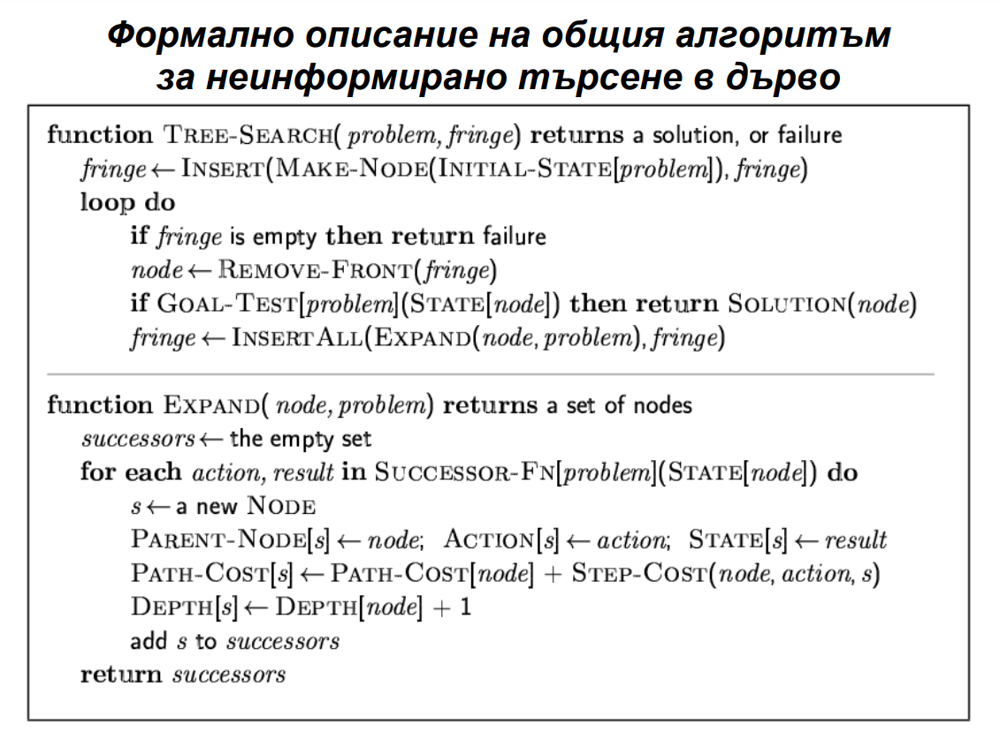 Формално описание на общия алгоритъм
за неинформирано търсене в дърво
function TREE-SEARCH( problem, fringe) returns a solution, or failure
fringe ← INSERT(MAKE-NODE(INITIAL-STATE[problem]), fringe)
loop do
if fringe is empty then return failure
node ← REMOVE-FRONT(fringe)
if GOAL-TEST[problem](STATE[node]) then return SOLUTION(node)
fringe ← INSERTALL(EXPAND(node, problem), fringe)
function EXPAND( node, problem) returns a set of nodes
successors ← the empty set
for each action, result in SUCCESSOR-FN[problem](STATE[node]) do
s ← a new NODE
PARENT-NODE[s] ← node; ACTION[s] ← action; STATE[s] ← result
PATH-COST[s] ← PATH-COST[node] + STEP-COST(node, action, s)
DEPTH[s] ← DEPTH[node] + 1
add s to successors
return successors